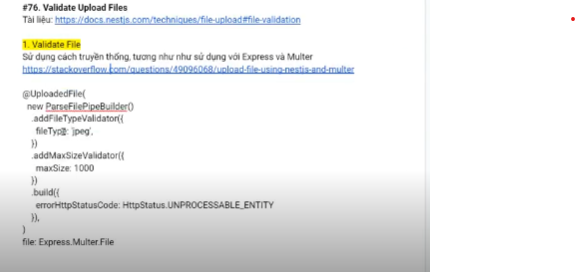 #76. Validate Upload Files
Tài liệu: https://docs.nestjs.com/techniques/file-upload#file-validation
1. Validate File
Sử dụng cách truyền thống, tương như như sử dụng với Express và Multer
https://stackoverflow.com/questions/49096068/upload-file-using-nestjs-and-multer
@UploadedFile(
new ParseFilePipeBuilder()
.addFileTypeValidator({
fileType: 'jpeg',
})
.addMaxSizeValidator({
maxSize: 1000
})
.build({
errorHttpStatusCode: HttpStatus.UNPROCESSABLE_ENTITY
}),
)
file: Express.Multer.File